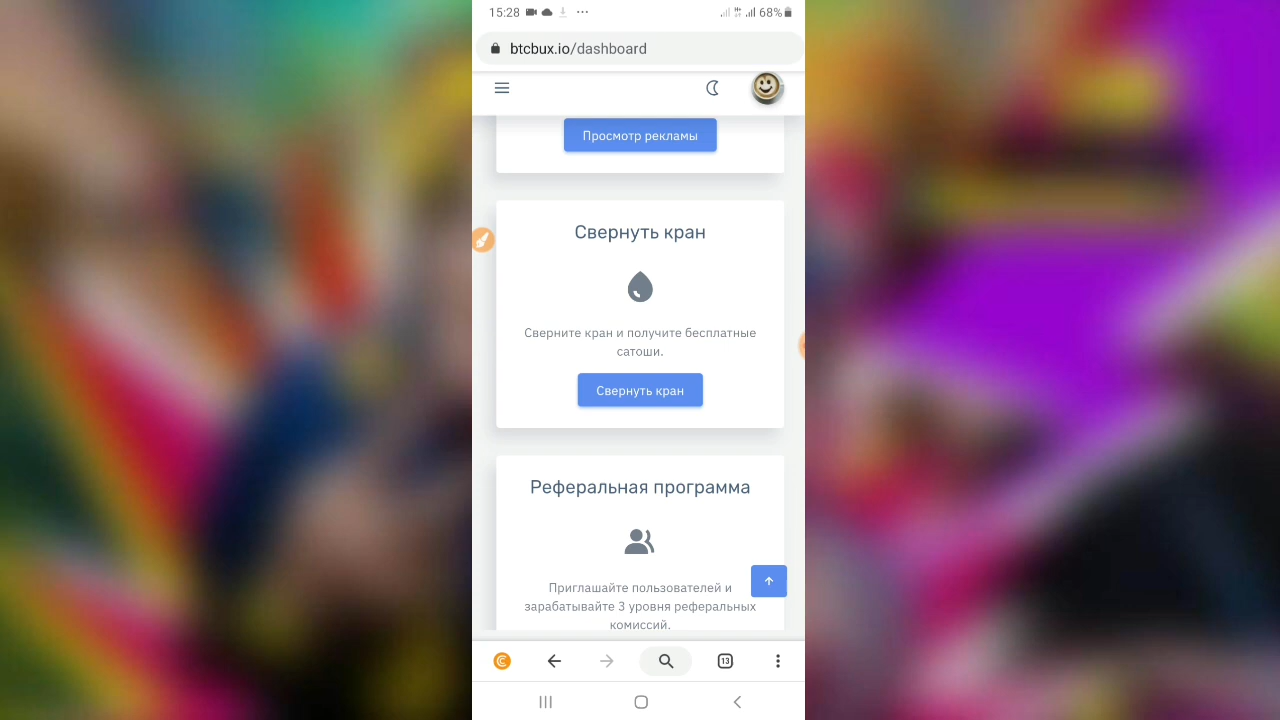 15:28
68%
btcbux.io/dashboard
Просмотр рекламы
Свернуть кран
Сверните кран и получите бесплатные
сатоши.
Свернуть кран
Реферальная программа
Приглашайте пользователей и
зарабатывайте 3 уровня реферальных
комиссий.
13